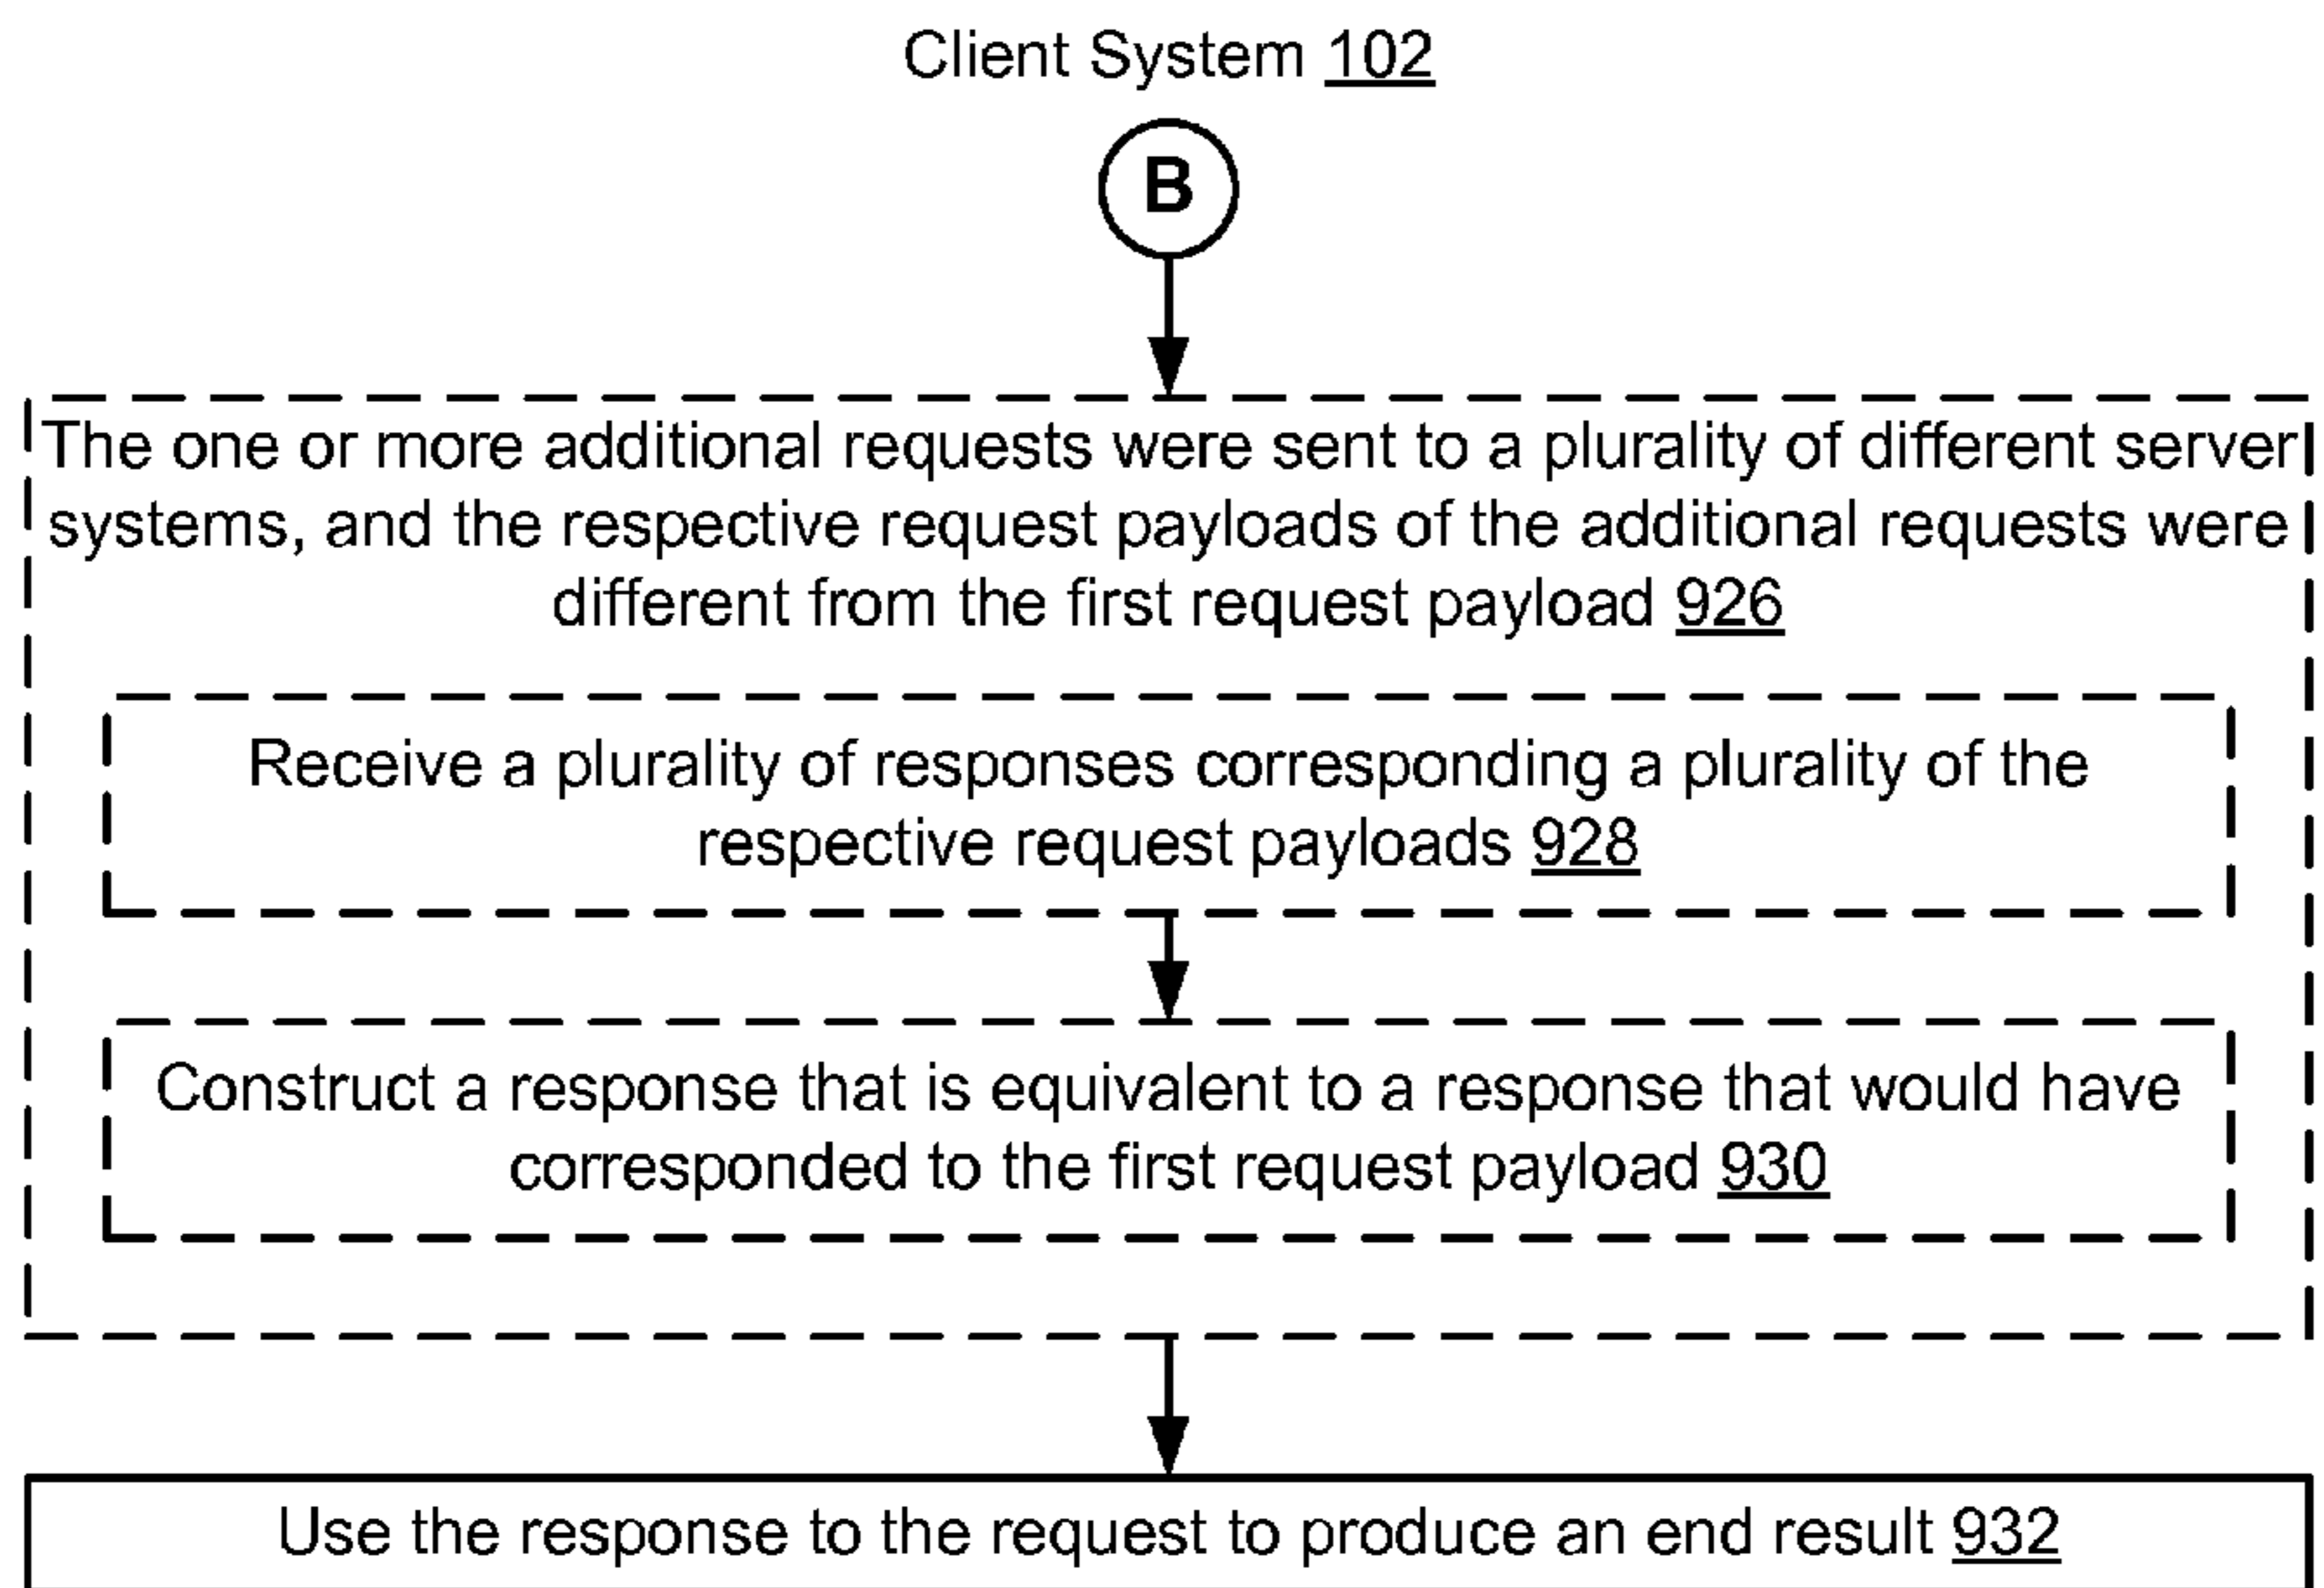 Client System 102
B
The one or more additional requests were sent to a plurality of different server
systems, and the respective request payloads of the additional requests were
different from the first request payload 926
Receive a plurality of responses corresponding a plurality of the
respective request payloads 928
Construct a response that is equivalent to a response that would have
corresponded to the first request payload 930
Use the response to the request to produce an end result 932